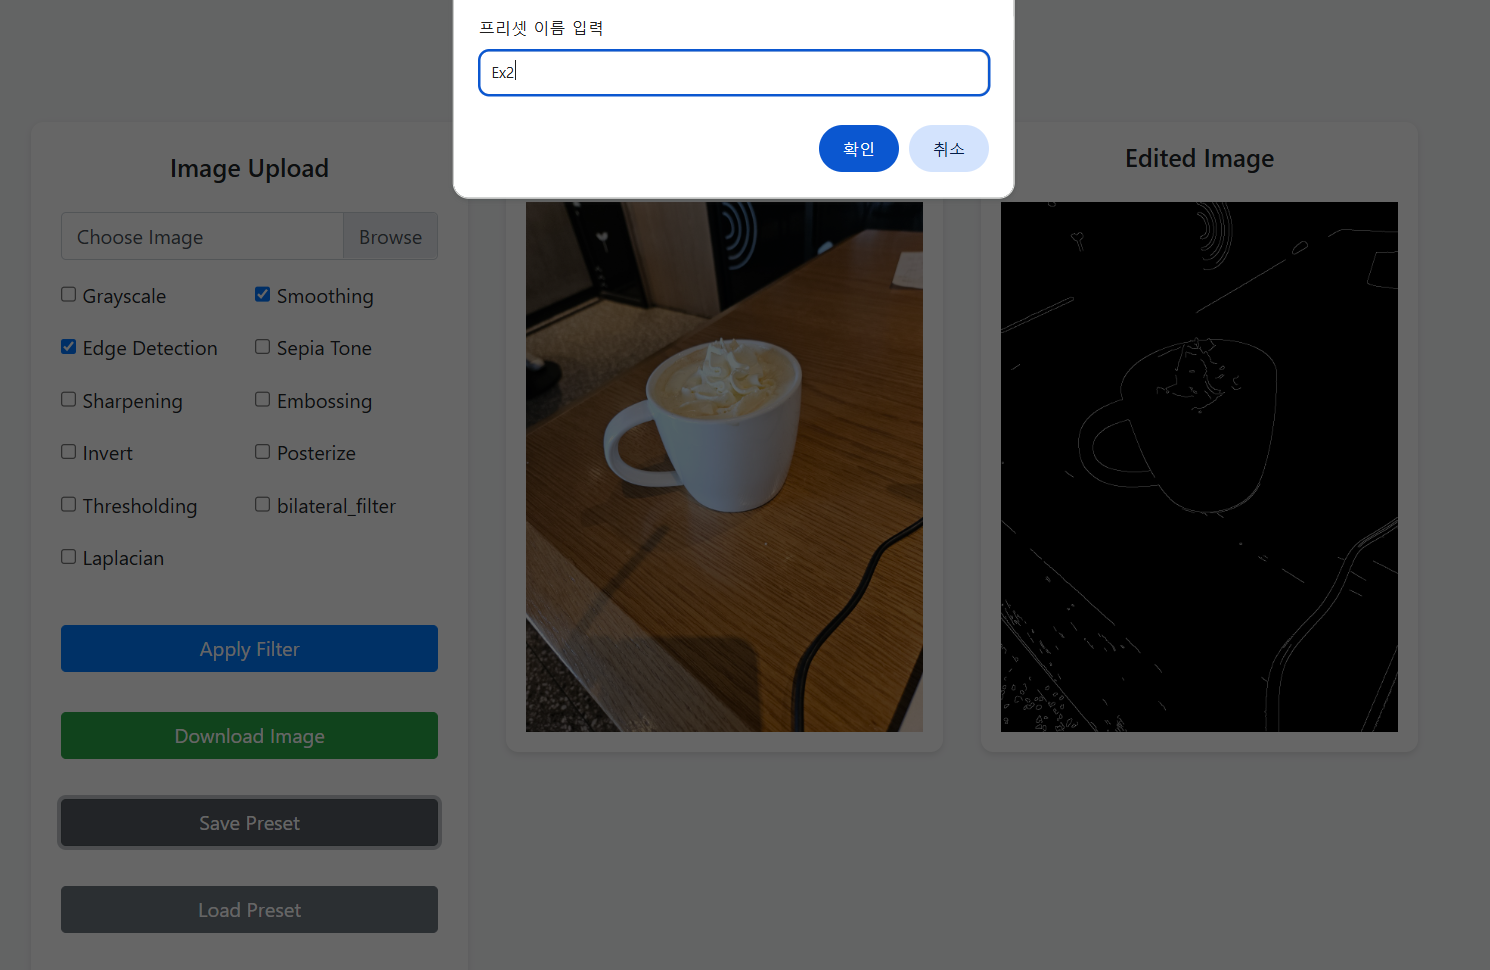 프리셋 이름 입력
Ex2
확인 취소
Image Upload
Choose Image Browse
Grayscale Smoothing
Edge Detection Sepia Tone
Sharpening Embossing
Invert Posterize
Thresholding bilateral_filter
Laplacian
Apply Filter
Download Image
Save Preset
Load Preset
Edited Image